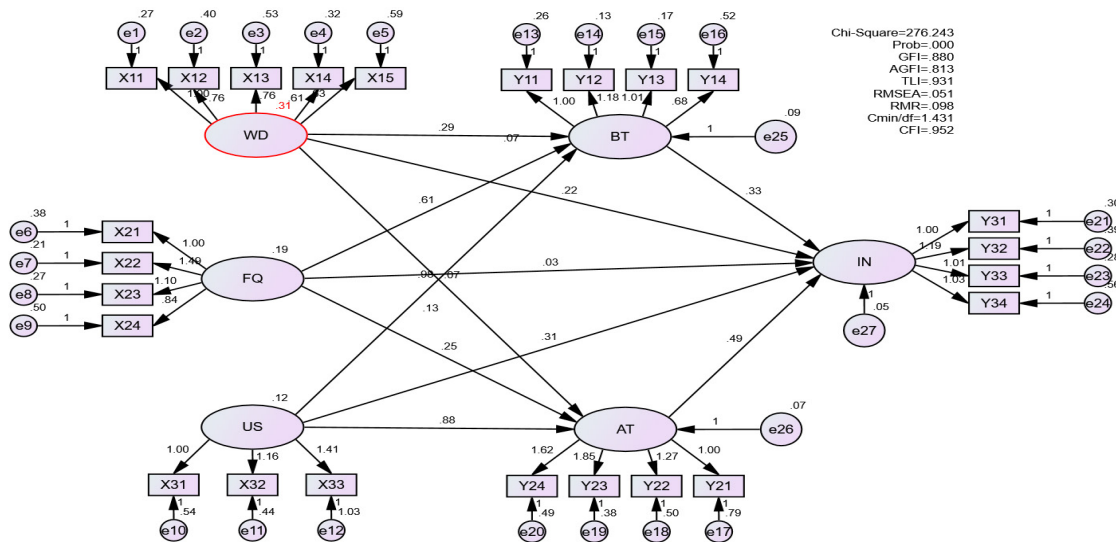 .27 .40 .53 .32 .59
e1 e2 e3 e4 e5
1 1 1 1 1
X11 X12 X13 X14 X15
1.00 .76 .76 .61
.31
WD
.26 .13 .17 .52
e13 e14 e15 e16
1 1 1 1
Y11 Y12 Y13 Y14
1.00 1.18 1.01 .68
BT
1
e25
.09
Chi-Square=276.243
Prob=.000
GFI=.880
AGFI=.813
TLI=.931
RMSEA=.051
RMR=.098
Cmin/df=1.431
CFI=.952
.29
.07
.61
.22
.33
.38
e6 1 X21 1.00
.21
e7 1 X22 1.49
.27
e8 1 X23 1.10
.50
e9 1 X24 .84
.19
FQ
.03
.07
.13
.25
.31
.49
IN
1
.05
e27
1.00 Y31 1 e21
1.19 Y32 1 e22
1.01 Y33 1 e23
1.03 Y34 1 e24
.12
US
.88
1.00 1.16 1.41
X31 X32 X33
1 1 1
.54 .44 1.03
e10 e11 e12
AT
1
e26
.07
1.62 1.85 1.27 1.00
Y24 Y23 Y22 Y21
1 1 1 1
.49 .38 .50 .79
e20 e19 e18 e17